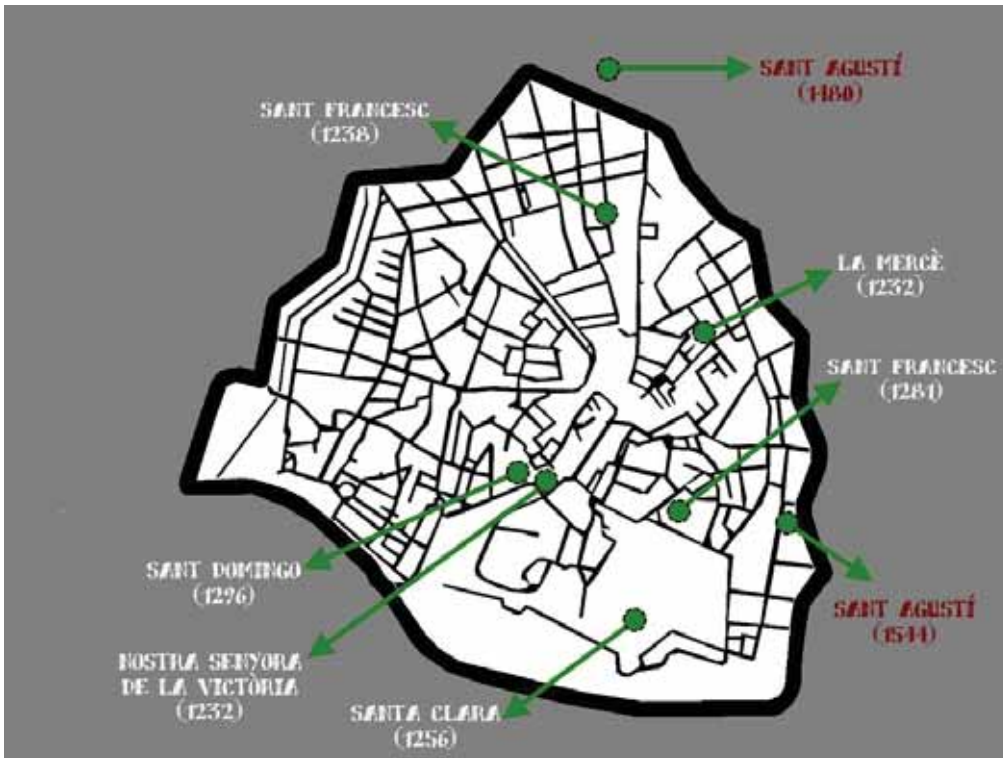 SANT AGUSTÍ
(1480)
SANT FRANCESC
(1238)
LA MERCÈ
(1232)
SANT FRANCESC
(1281)
SANT DOMINGO
(1296)
SANT AGUSTÍ
(1544)
NOSTRA SENYORA
DE LA VICTÒRIA
(1232)
SANTA CLARA
(1256)